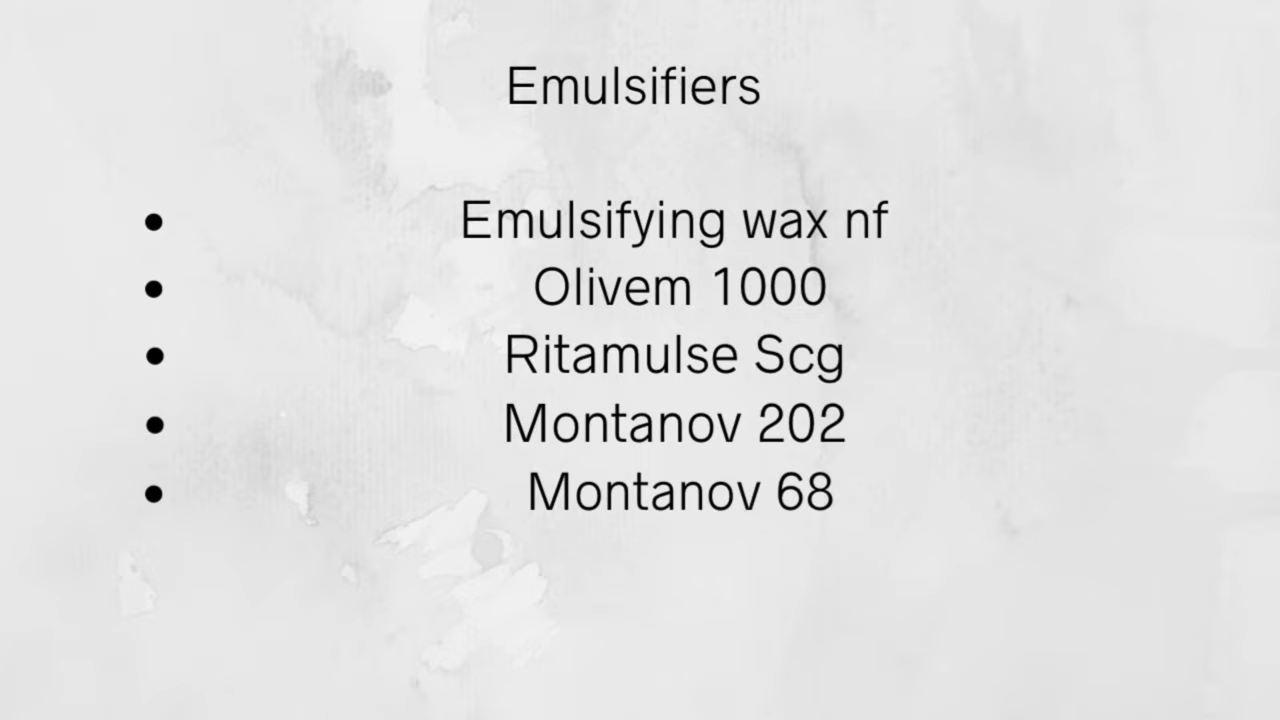 Emulsifiers
• Emulsifying wax nf
• Olivem 1000
• Ritamulse Scg
• Montanov 202
• Montanov 68